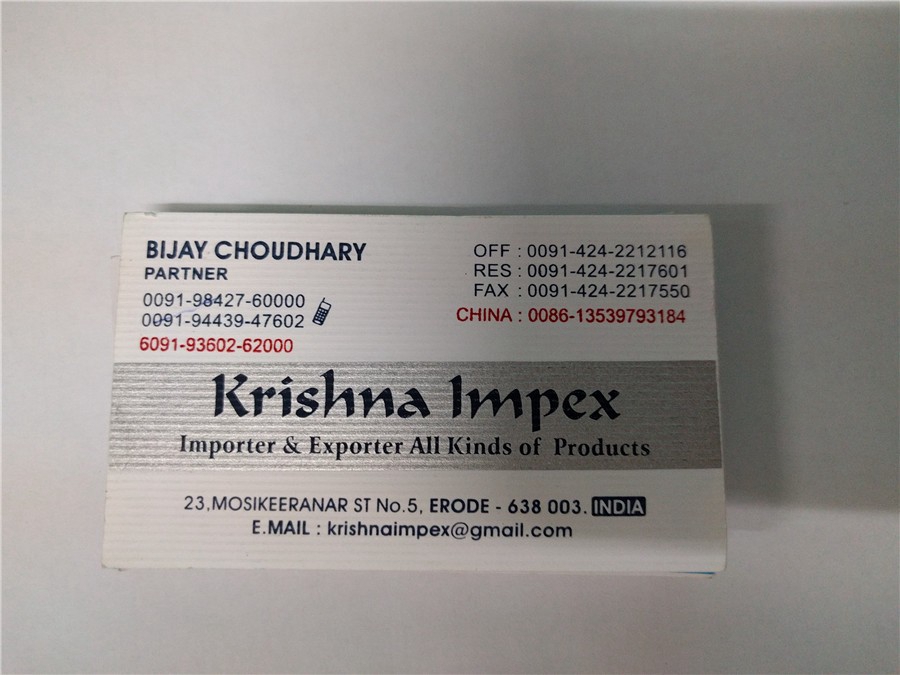 BIJAY CHOUDHARY
PARTNER
0091-98427-60000
0091-94439-47602
6091-93602-62000
OFF : 0091-424-2212116
RES : 0091-424-2217601
FAX : 0091-424-2217550
CHINA : 0086-13539793184
Krishna Impex
Importer & Exporter All Kinds of Products
23,MOSIKEERANAR ST No.5, ERODE - 638 003. INDIA
E.MAIL : krishnaimpex@gmail.com